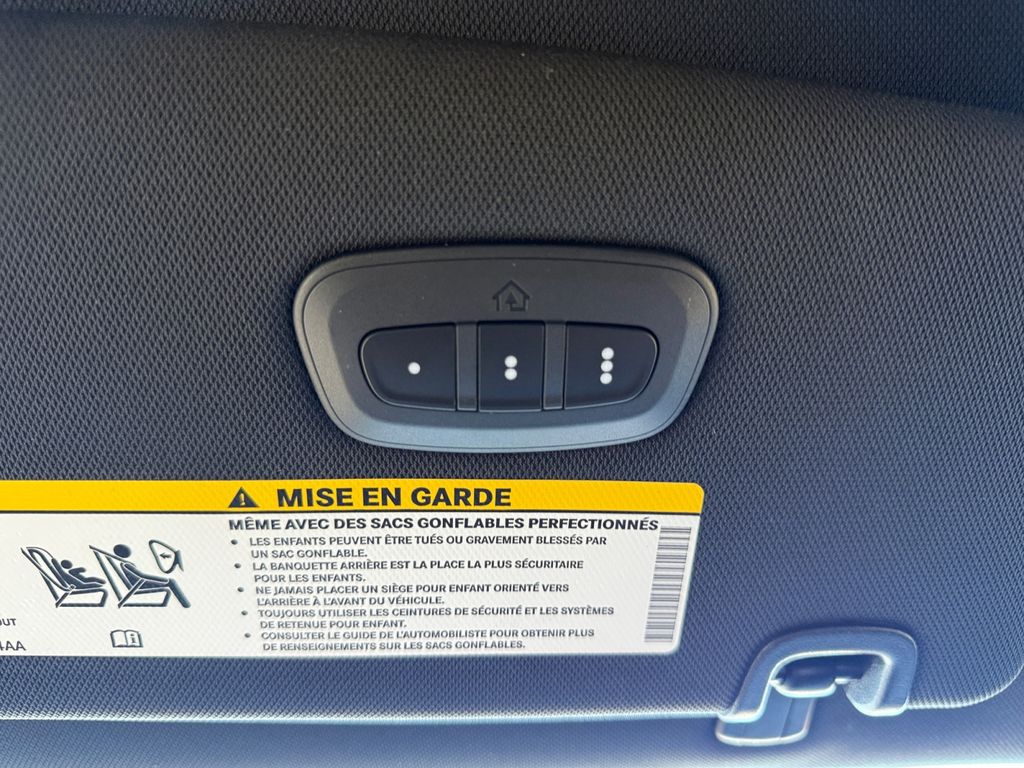 MISE EN GARDE
MÊME AVEC DES SACS GONFLABLES PERFECTIONNÉS
• LES ENFANTS PEUVENT ÊTRE TUÉS OU GRAVEMENT BLESSÉS PAR
UN SAC GONFLABLE.
• LA BANQUETTE ARRIÈRE EST LA PLACE LA PLUS SÉCURITAIRE
POUR LES ENFANTS.
• NE JAMAIS PLACER UN SIÈGE POUR ENFANT ORIENTÉ VERS
L'ARRIÈRE À L'AVANT DU VÉHICULE.
• TOUJOURS UTILISER LES CEINTURES DE SÉCURITÉ ET LES SYSTÈMES
DE RETENUE POUR ENFANT.
• CONSULTER LE GUIDE DE L'AUTOMOBILISTE POUR OBTENIR PLUS
DE RENSEIGNEMENTS SUR LES SACS GONFLABLES.
OUT
4AA